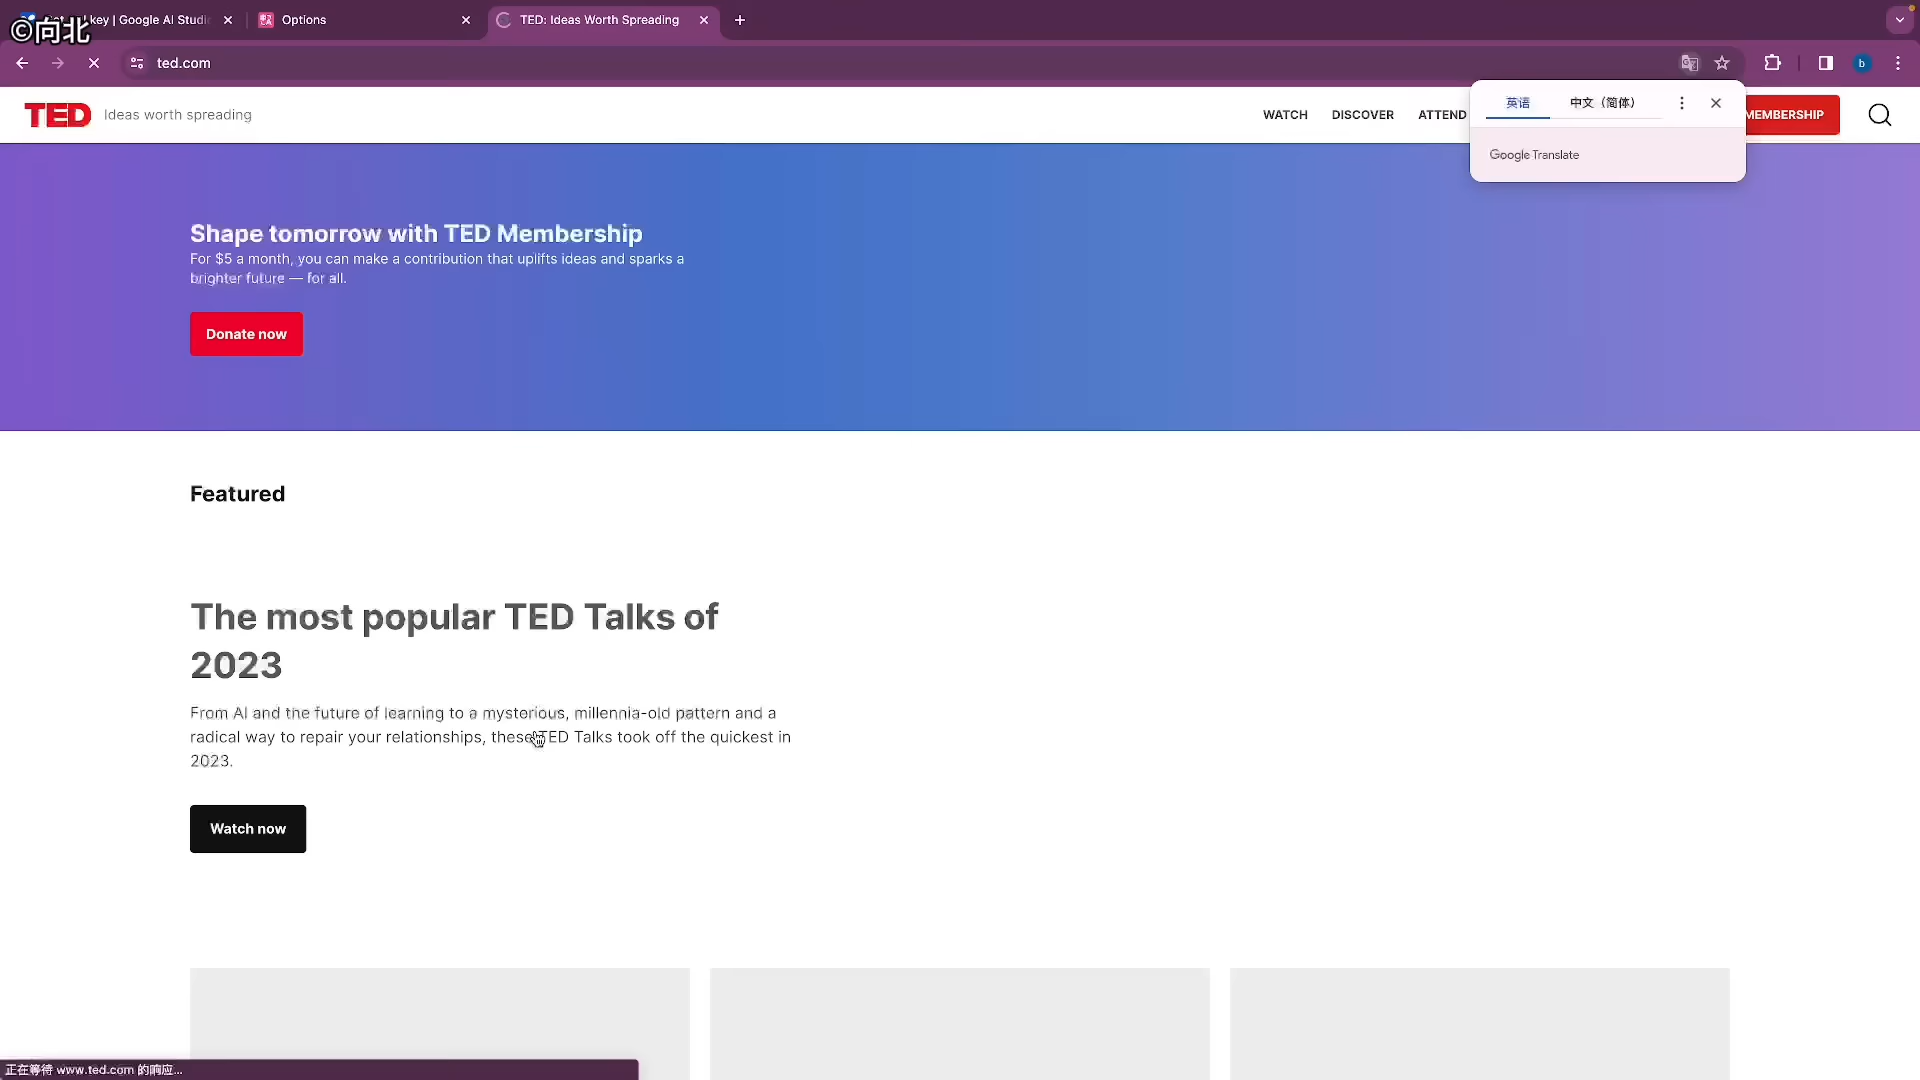 ©向北
key | Google AI Studi
Options
TED: Ideas Worth Spreading
ted.com
TED Ideas worth spreading
WATCH DISCOVER ATTEND
MEMBERSHIP
英语 中文（简体）
Google Translate
Shape tomorrow with TED Membership
For $5 a month, you can make a contribution that uplifts ideas and sparks a
brighter future — for all.
Donate now
Featured
The most popular TED Talks of
2023
From AI and the future of learning to a mysterious, millennia-old pattern and a
radical way to repair your relationships, these TED Talks took off the quickest in
2023.
Watch now
正在等待 www.ted.com 的响应...